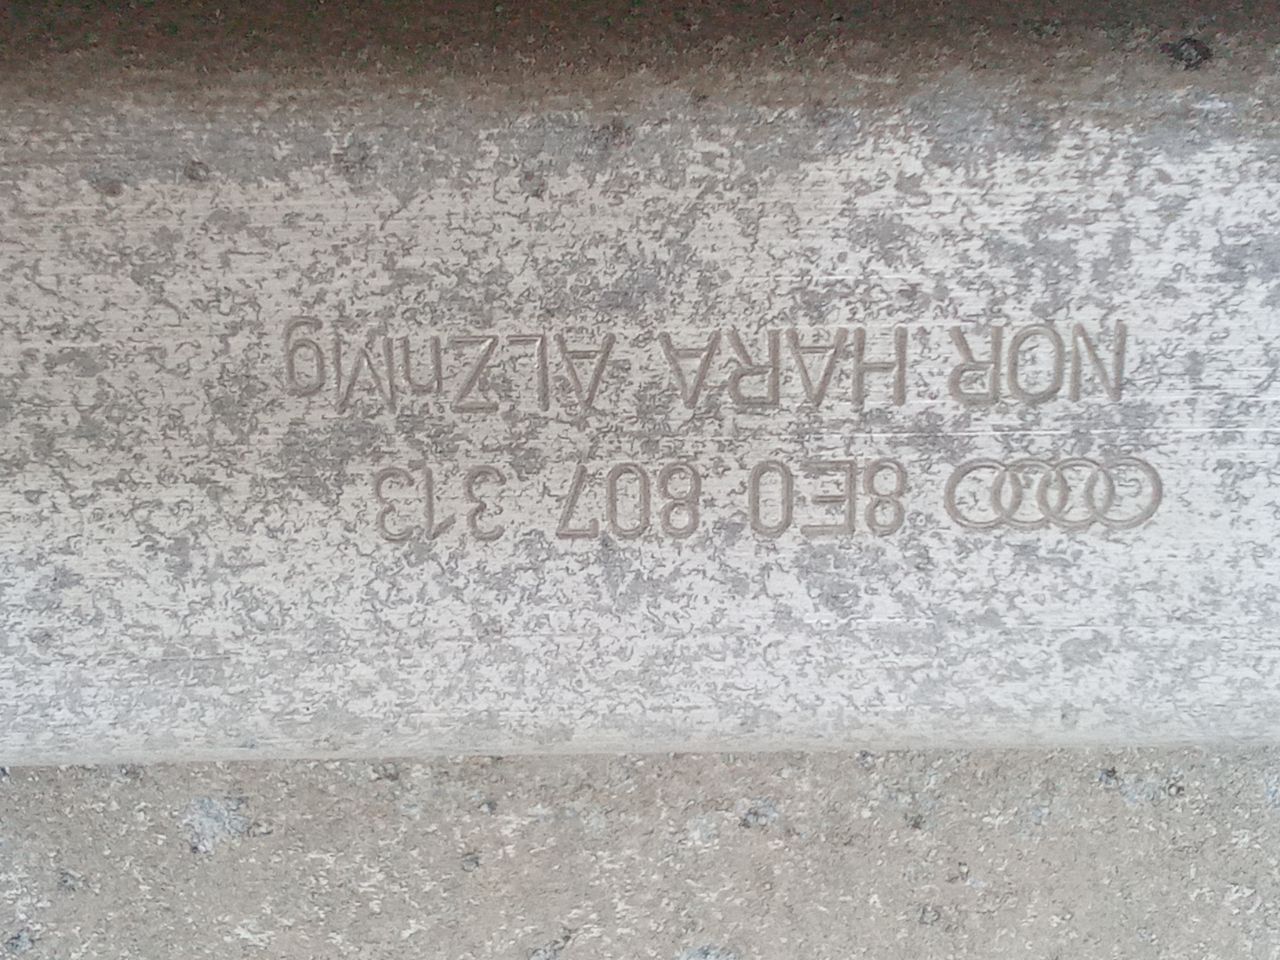 8E0 807 313
NOR HARA ALZnMg